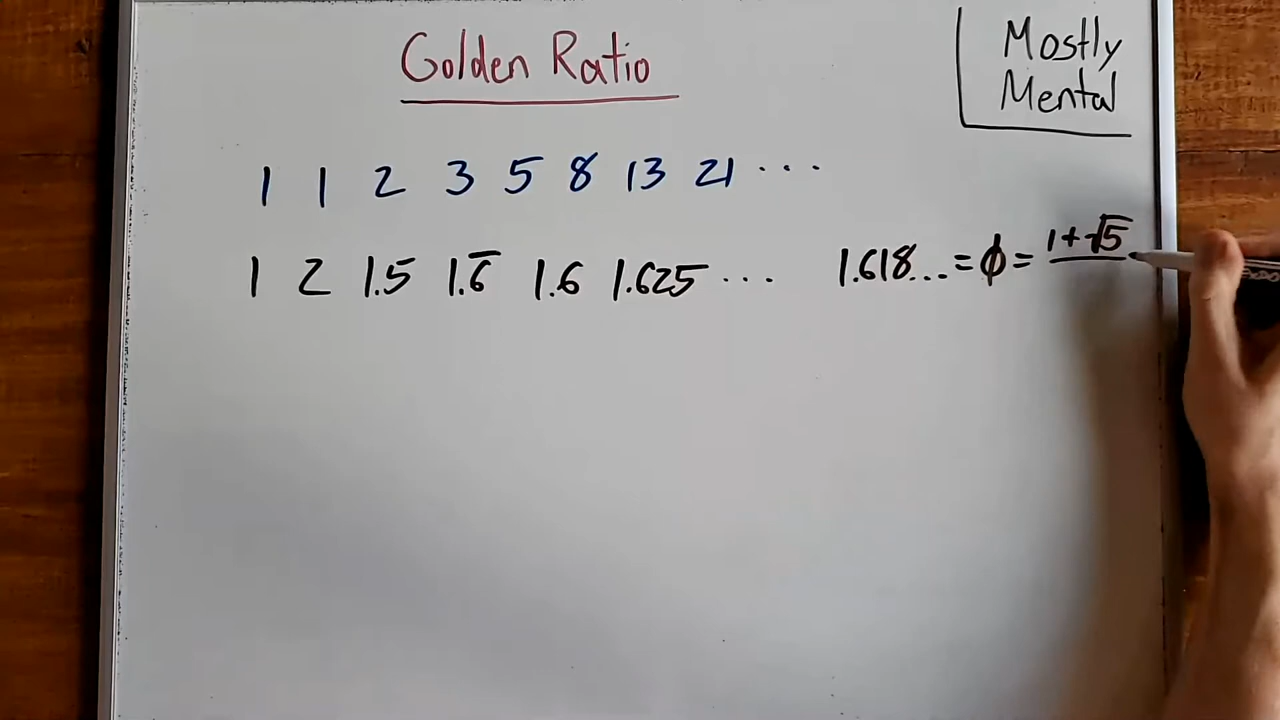 Golden Ratio
Mostly
Mental
1 1 2 3 5 8 13 21 ...
1 2 1.5 1.6̅ 1.6 1.625 ... 1.618... = ϕ = 1+√5